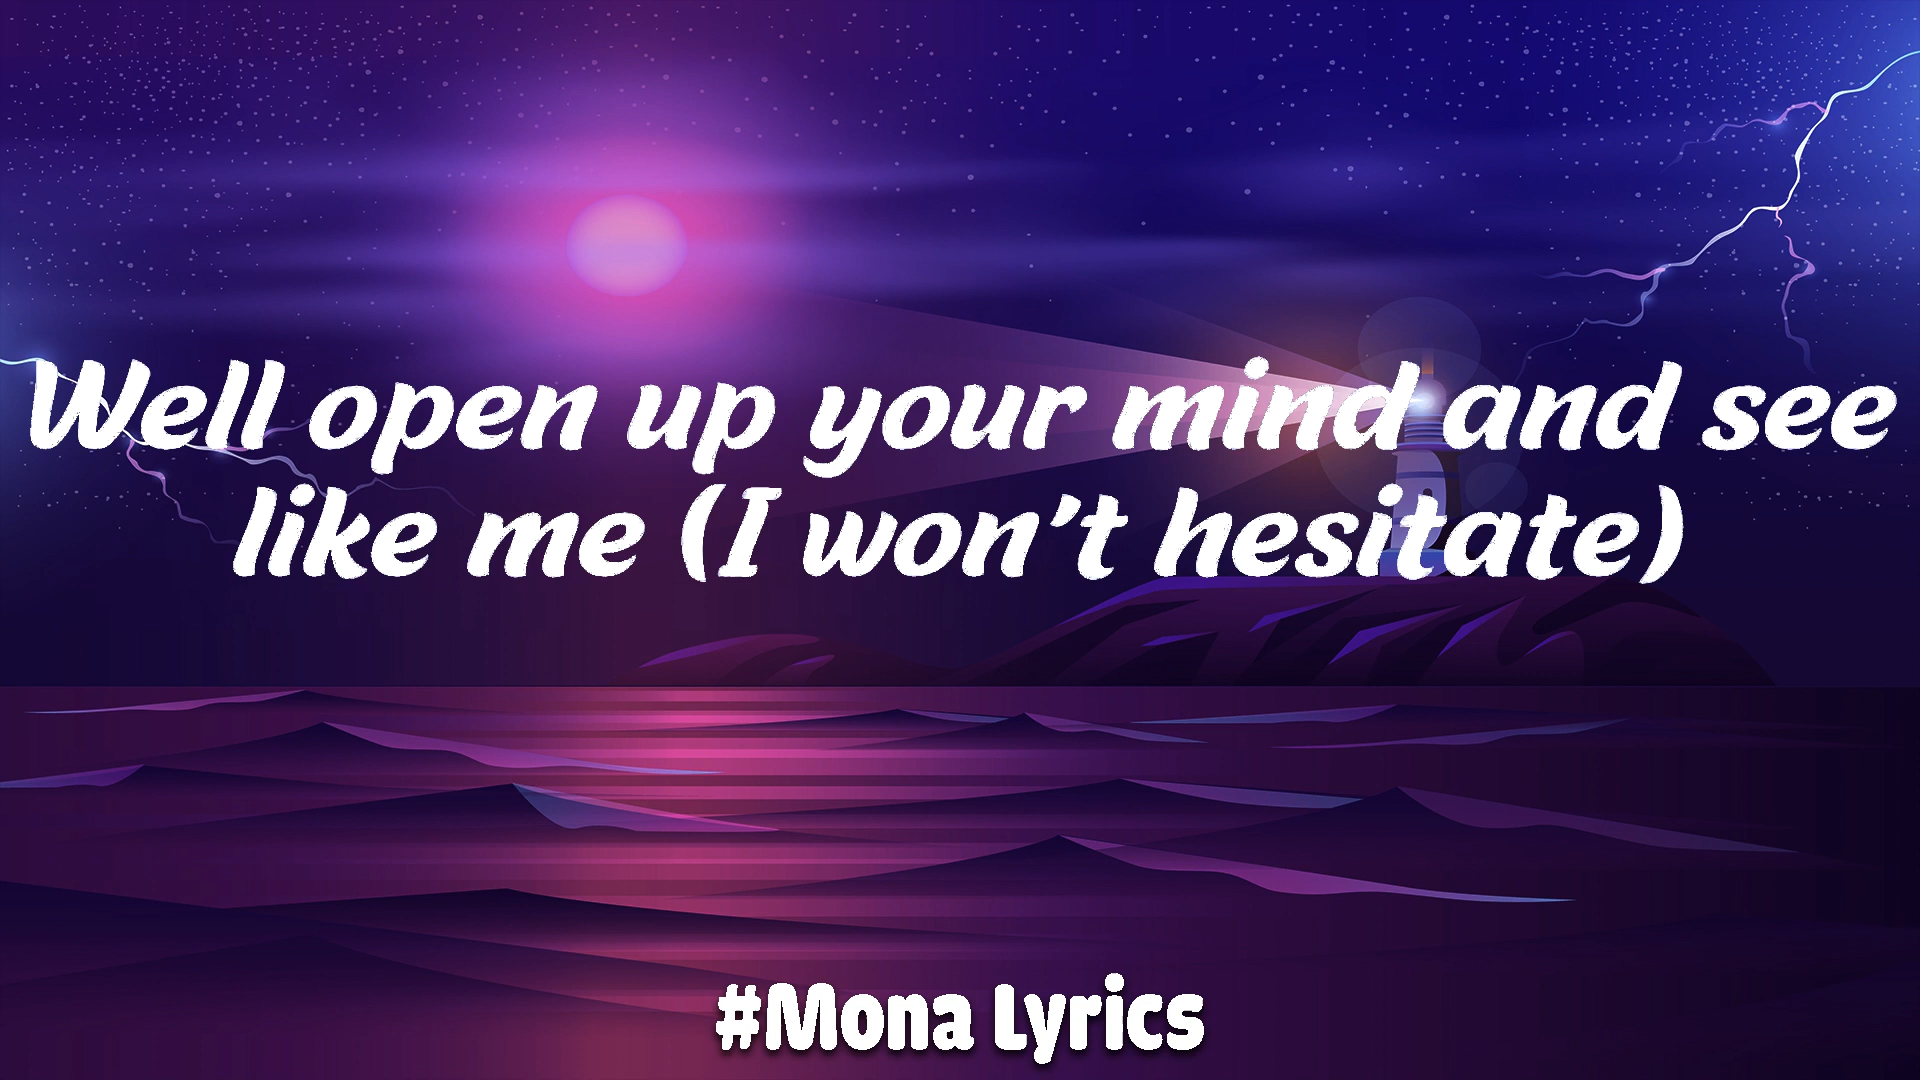 Well open up your mind and see
like me (I won't hesitate)
#Mona Lyrics